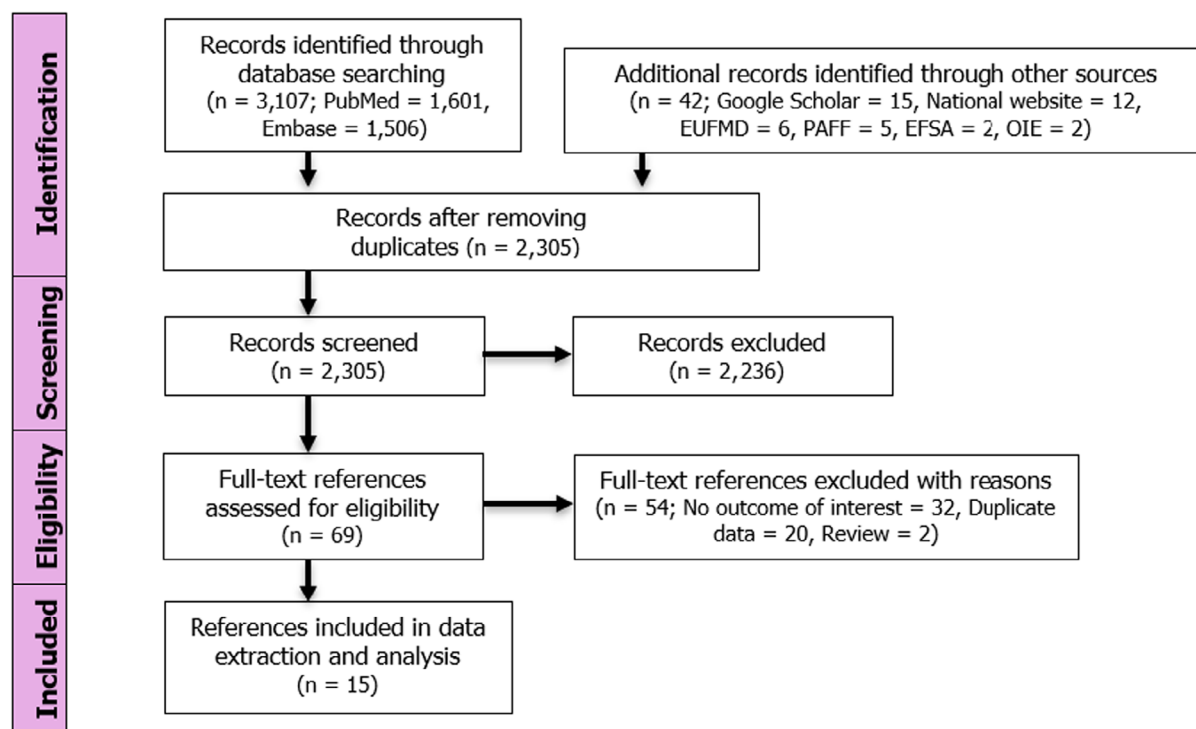 Identification
Records identified through
database searching
(n = 3,107; PubMed = 1,601,
Embase = 1,506)
Additional records identified through other sources
(n = 42; Google Scholar = 15, National website = 12,
EUFMD = 6, PAFF = 5, EFSA = 2, OIE = 2)
Records after removing
duplicates (n = 2,305)
Screening
Records screened
(n = 2,305)
Records excluded
(n = 2,236)
Eligibility
Full-text references
assessed for eligibility
(n = 69)
Full-text references excluded with reasons
(n = 54; No outcome of interest = 32, Duplicate
data = 20, Review = 2)
Included
References included in data
extraction and analysis
(n = 15)